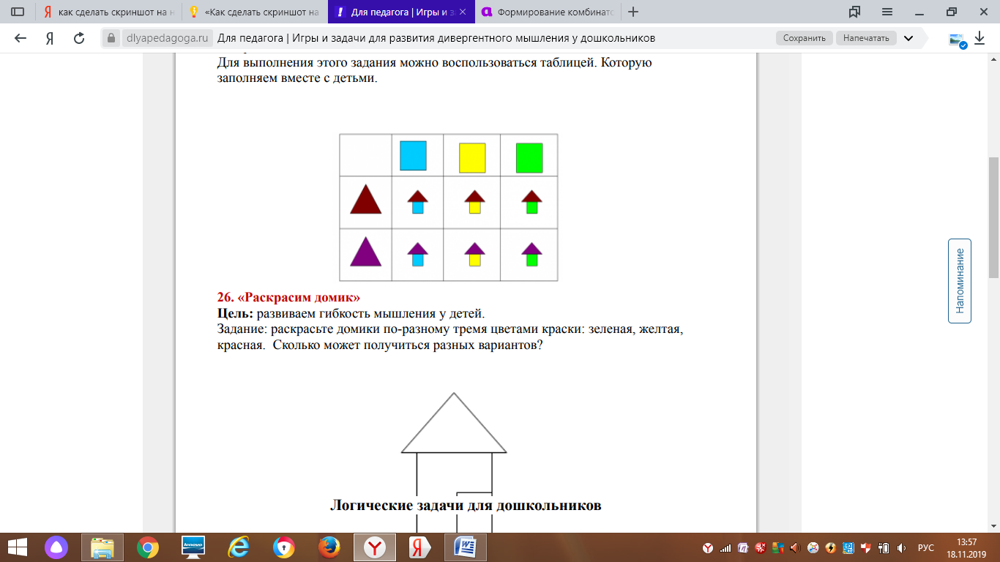 как сделать скриншот на н
«Как сделать скриншот на
Для педагога | Игры и з
Формирование комбинато
dlyapedagoga.ru
Для педагога | Игры и задачи для развития дивергентного мышления у дошкольников
Сохранить
Напечатать
Для выполнения этого задания можно воспользоваться таблицей. Которую
заполняем вместе с детьми.
26. «Раскрасим домик»
Цель: развиваем гибкость мышления у детей.
Задание: раскрасьте домики по-разному тремя цветами краски: зеленая, желтая,
красная. Сколько может получиться разных вариантов?
Напоминание
Логические задачи для дошкольников
lenovo
РУС
13:57
18.11.2019